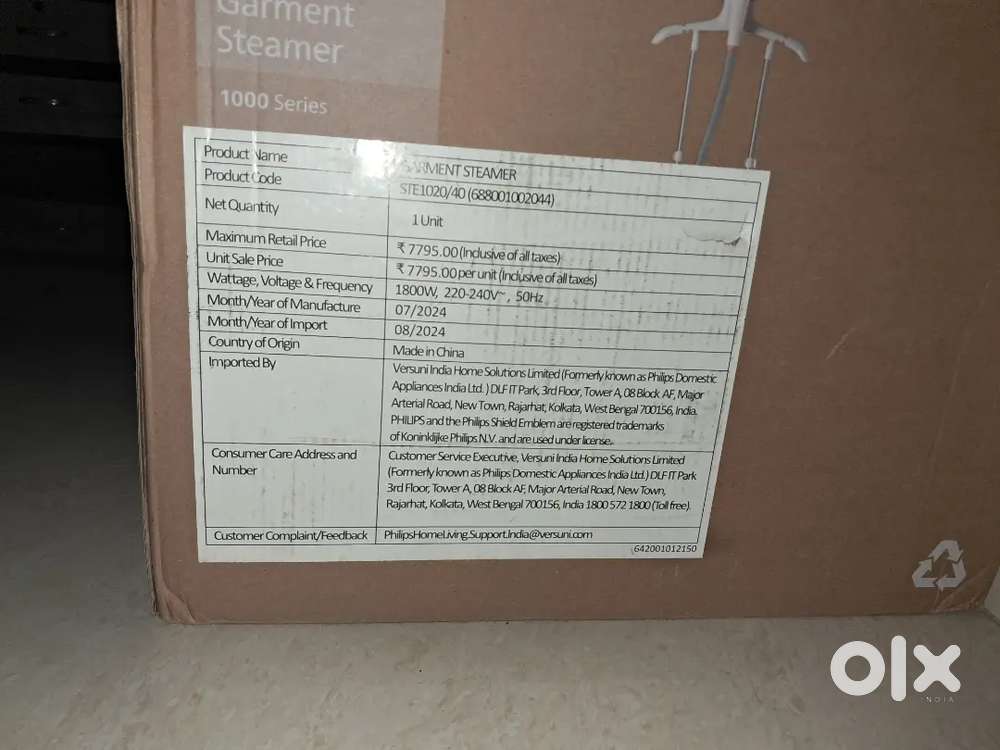 Garment
Steamer
1000 Series
Product Name GARMENT STEAMER
Product Code STE1020/40 (688001002044)
Net Quantity 1 Unit
Maximum Retail Price ₹ 7795.00 (Inclusive of all taxes)
Unit Sale Price ₹ 7795.00 per unit (Inclusive of all taxes)
Wattage, Voltage & Frequency 1800W, 220-240V~, 50Hz
Month/Year of Manufacture 07/2024
Month/Year of Import 08/2024
Country of Origin Made in China
Imported By Versuni India Home Solutions Limited (Formerly known as Philips Domestic
Appliances India Ltd. ) DLF IT Park, 3rd Floor, Tower A, 08 Block AF, Major
Arterial Road, New Town, Rajarhat, Kolkata, West Bengal 700156, India.
PHILIPS and the Philips Shield Emblem are registered trademarks
of Koninklijke Philips N.V. and are used under license.
Consumer Care Address and
Number
Customer Service Executive, Versuni India Home Solutions Limited
(Formerly known as Philips Domestic Appliances India Ltd.) DLF IT Park
3rd Floor, Tower A, 08 Block AF, Major Arterial Road, New Town,
Rajarhat, Kolkata, West Bengal 700156, India 1800 572 1800 (Toll free).
Customer Complaint/Feedback PhilipsHomeLiving.Support.India@versuni.com
642001012150
olx
INDIA